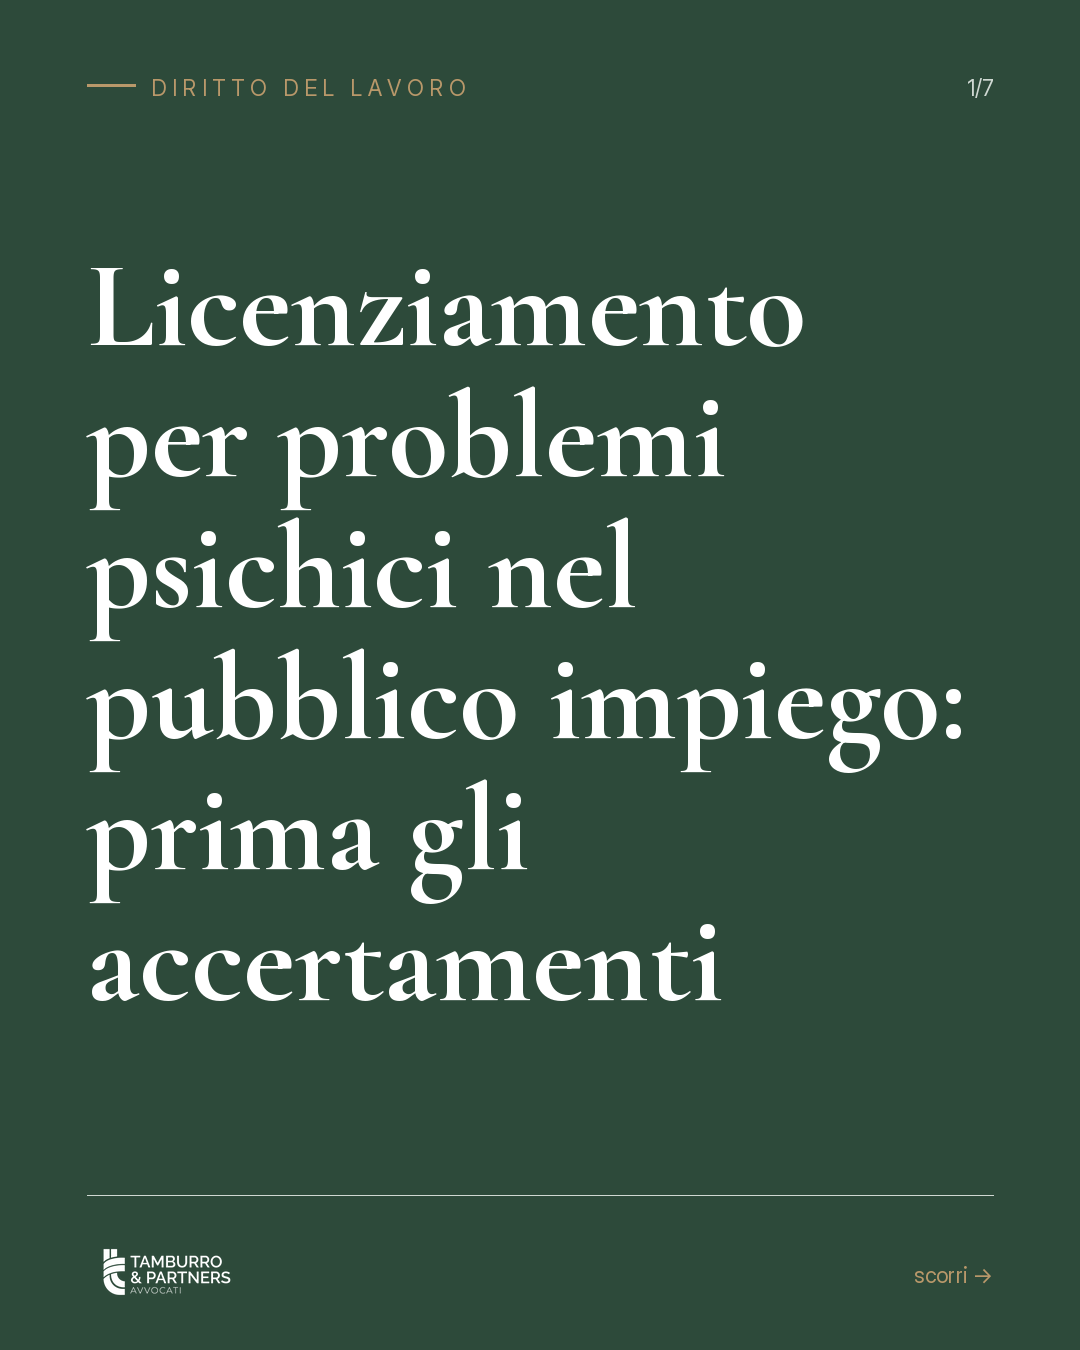 DIRITTO DEL LAVORO
1/7
Licenziamento
per problemi
psichici nel
pubblico impiego:
prima gli
accertamenti
TAMBURRO
& PARTNERS
AVVOCATI
scorri →